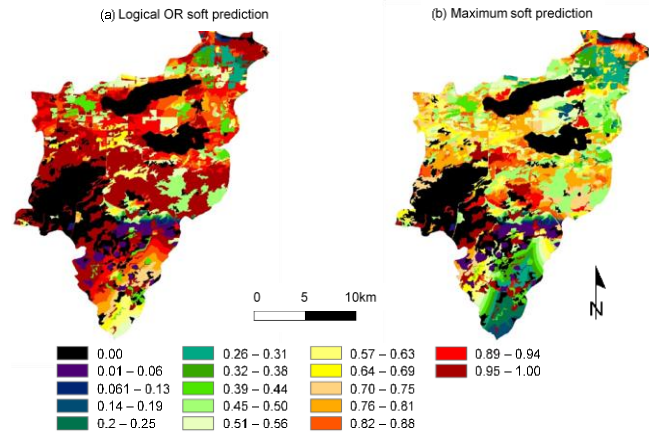 (a) Logical OR soft prediction
(b) Maximum soft prediction
0 5 10km
N
0.00
0.01 – 0.06
0.061 – 0.13
0.14 – 0.19
0.2 – 0.25
0.26 – 0.31
0.32 – 0.38
0.39 – 0.44
0.45 – 0.50
0.51 – 0.56
0.57 – 0.63
0.64 – 0.69
0.70 – 0.75
0.76 – 0.81
0.82 – 0.88
0.89 – 0.94
0.95 – 1.00